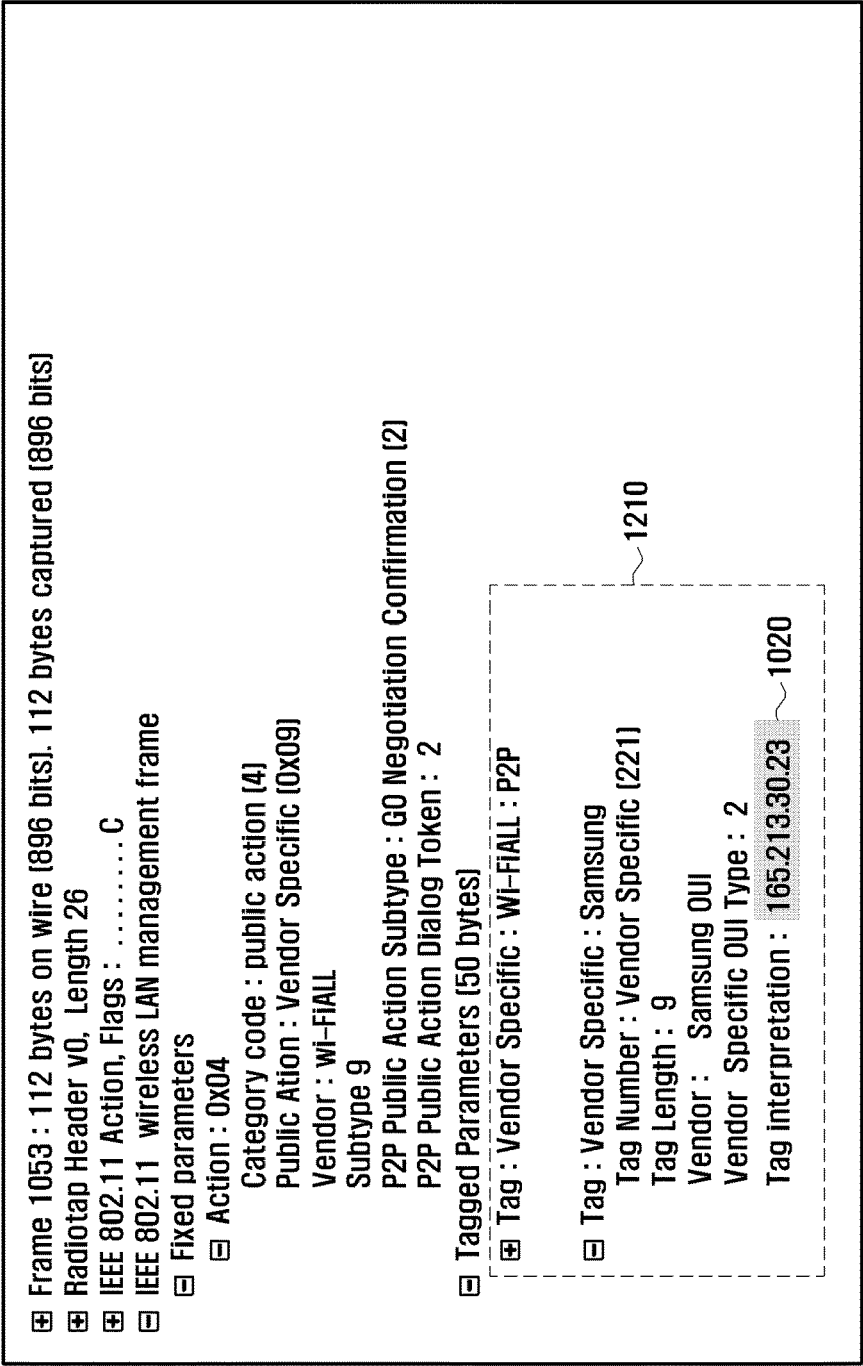 Frame 1053 : 112 bytes on wire (896 bits). 112 bytes captured (896 bits)
Radiotap Header v0, Length 26
IEEE 802.11 Action, Flags : ........C
IEEE 802.11 wireless LAN management frame
Fixed parameters
Action : 0X04
Category code : public action (4)
Public Ation : Vendor Specific (0x09)
Vendor : wi-FiALL
Subtype 9
P2P Public Action Subtype : GO Negotiation Confirmation (2)
P2P Public Action Dialog Token : 2
Tagged Parameters (50 bytes)
Tag : Vendor Specific : Wi-FiALL : P2P
Tag : Vendor Specific : Samsung
Tag Number : Vendor Specific (221)
Tag Length : 9
Vendor : Samsung OUI
Vendor Specific OUI Type : 2
Tag interpretation : 165.213.30.23
1020
1210